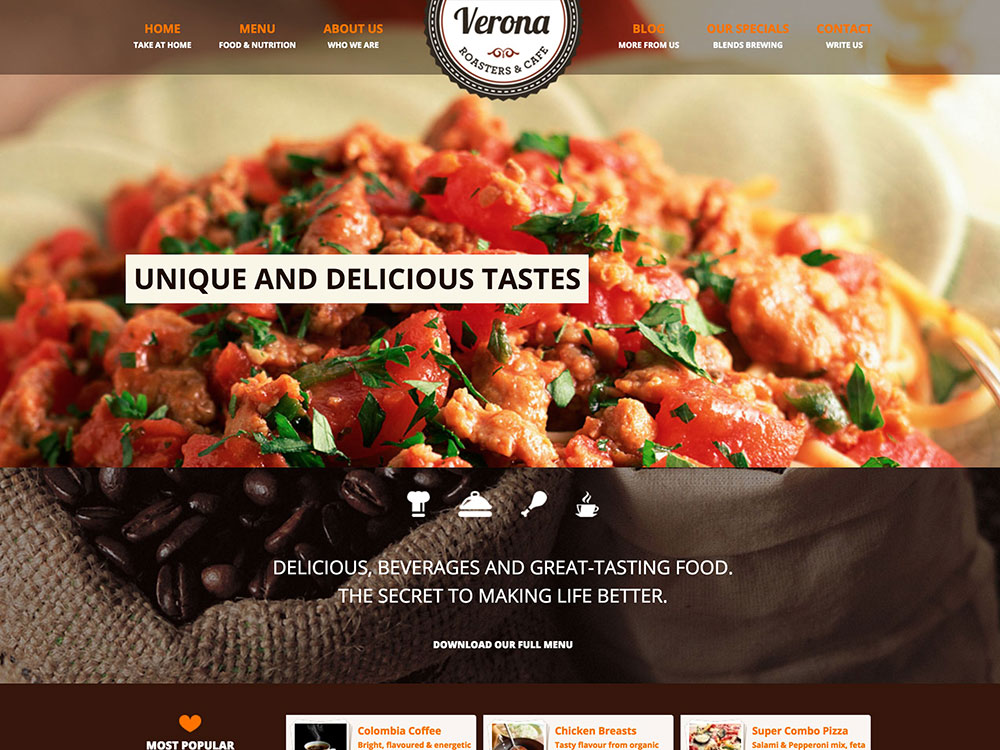 HOME
TAKE AT HOME
MENU
FOOD & NUTRITION
ABOUT US
WHO WE ARE
Verona
ROASTERS & CAFE
BLOG
MORE FROM US
OUR SPECIALS
BLENDS BREWING
CONTACT
WRITE US
UNIQUE AND DELICIOUS TASTES
DELICIOUS, BEVERAGES AND GREAT-TASTING FOOD.
THE SECRET TO MAKING LIFE BETTER.
DOWNLOAD OUR FULL MENU
MOST POPULAR
Colombia Coffee
Bright, flavoured & energetic
Chicken Breasts
Tasty flavour from organic
Super Combo Pizza
Salami & Pepperoni mix, feta